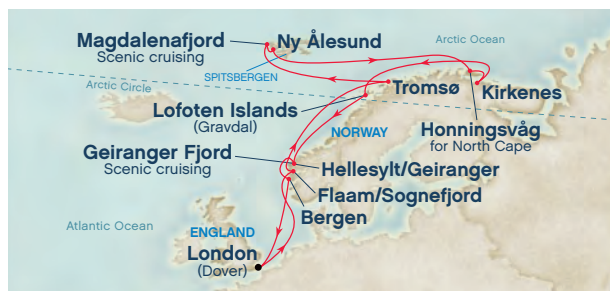 Magdalenafjord
Scenic cruising
Ny Ålesund
Arctic Ocean
SPITSBERGEN
Arctic Circle
Tromsø
Kirkenes
Lofoten Islands
(Gravdal)
NORWAY
Honningsvåg
for North Cape
Geiranger Fjord
Scenic cruising
Hellesylt/Geiranger
Flaam/Sognefjord
Bergen
Atlantic Ocean
ENGLAND
London
(Dover)